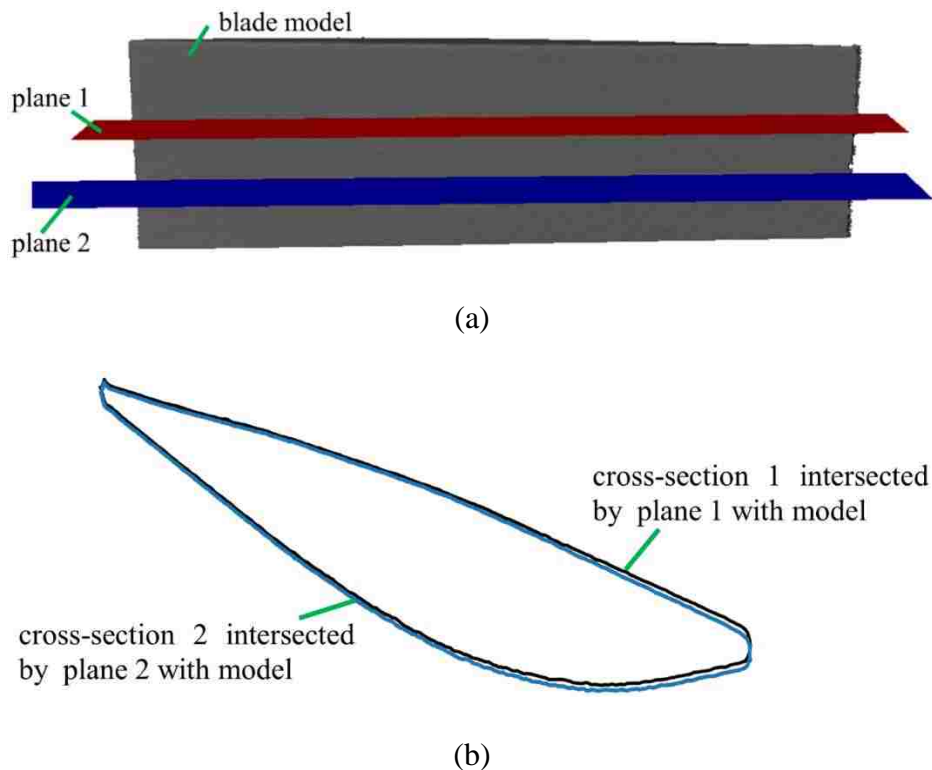 blade model
plane 1
plane 2
(a)
cross-section 1 intersected
by plane 1 with model
cross-section 2 intersected
by plane 2 with model
(b)